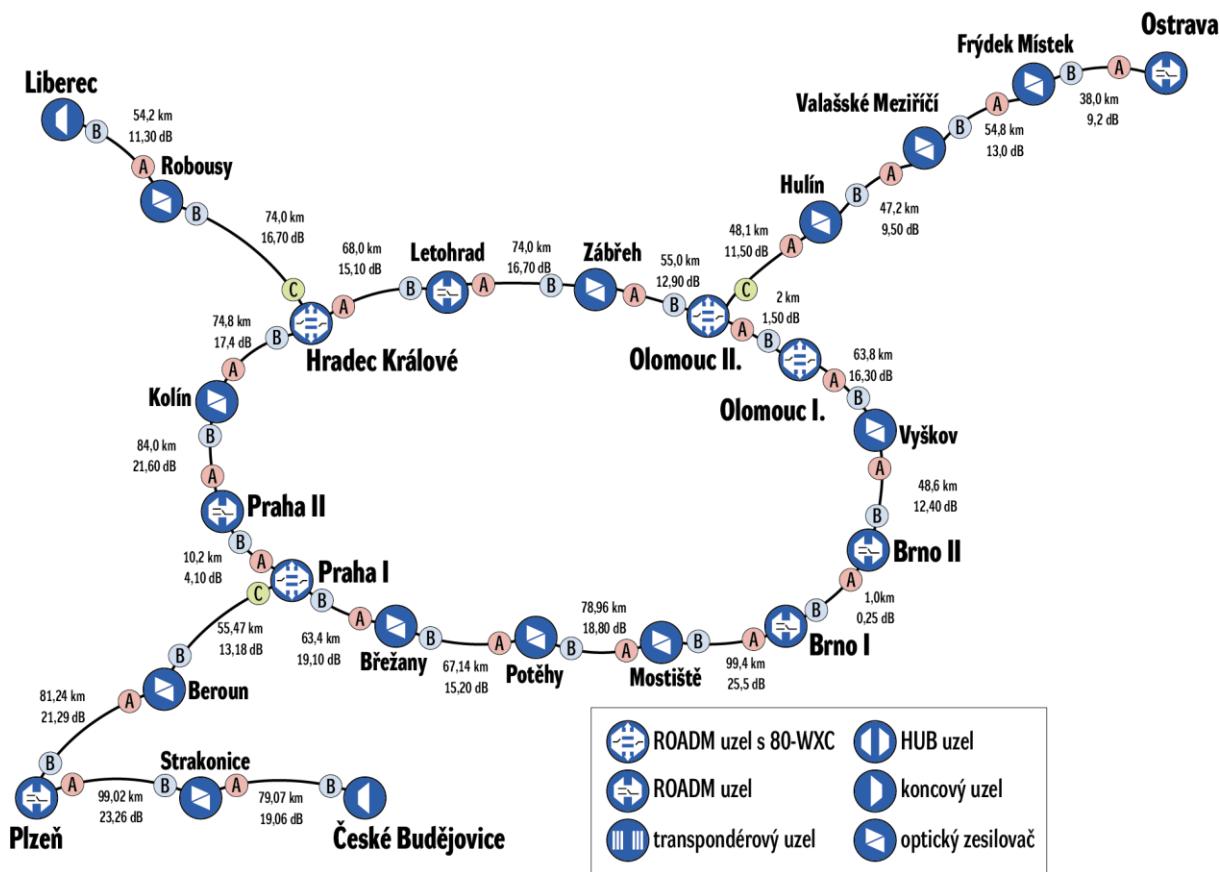 Ostrava
Frýdek Místek
B
A
38,0 km
9,2 dB
Liberec
54,2 km
11,30 dB
B
A
Robousy
B
Valašské Meziříčí
A
54,8 km
13,0 dB
B
A
Hulín
B
47,2 km
9,50 dB
74,0 km
16,70 dB
C
68,0 km
15,10 dB
A
B
Letohrad
A
74,0 km
16,70 dB
B
Zábřeh
A
55,0 km
12,90 dB
B
48,1 km
11,50 dB
A
C
2 km
1,50 dB
A
B
Olomouc II.
74,8 km
17,4 dB
B
A
Hradec Králové
Kolín
B
Olomouc I.
A
63,8 km
16,30 dB
B
Vyškov
A
84,0 km
21,60 dB
A
Praha II
B
48,6 km
12,40 dB
B
Brno II
A
10,2 km
4,10 dB
A
Praha I
C
B
1,0km
0,25 dB
B
Brno I
A
55,47 km
13,18 dB
B
63,4 km
19,10 dB
A
Břežany
B
67,14 km
15,20 dB
A
Potěhy
B
78,96 km
18,80 dB
A
Mostiště
B
99,4 km
25,5 dB
81,24 km
21,29 dB
A
Beroun
B
Plzeň
A
99,02 km
23,26 dB
B
Strakonice
A
79,07 km
19,06 dB
B
České Budějovice
ROADM uzel s 80-WXC
HUB uzel
ROADM uzel
koncový uzel
transpondérový uzel
optický zesilovač